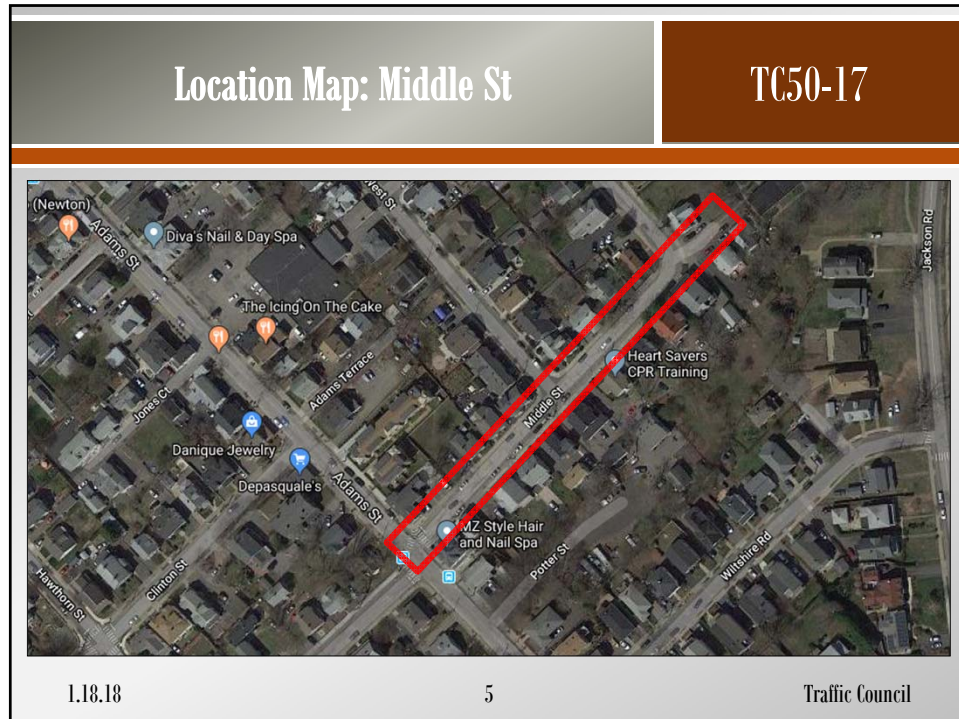 Location Map: Middle St
TC50-17
(Newton)
Adams St
Diva's Nail & Day Spa
West St
Jackson Rd
The Icing On The Cake
Adams Terrace
Jones Ct
Heart Savers
CPR Training
Middle St
Danique Jewelry
Depasquale's
Adams St
MZ Style Hair
and Nail Spa
Potter St
Wiltshire Rd
Clinton St
Hawthorn St
1.18.18
5
Traffic Council